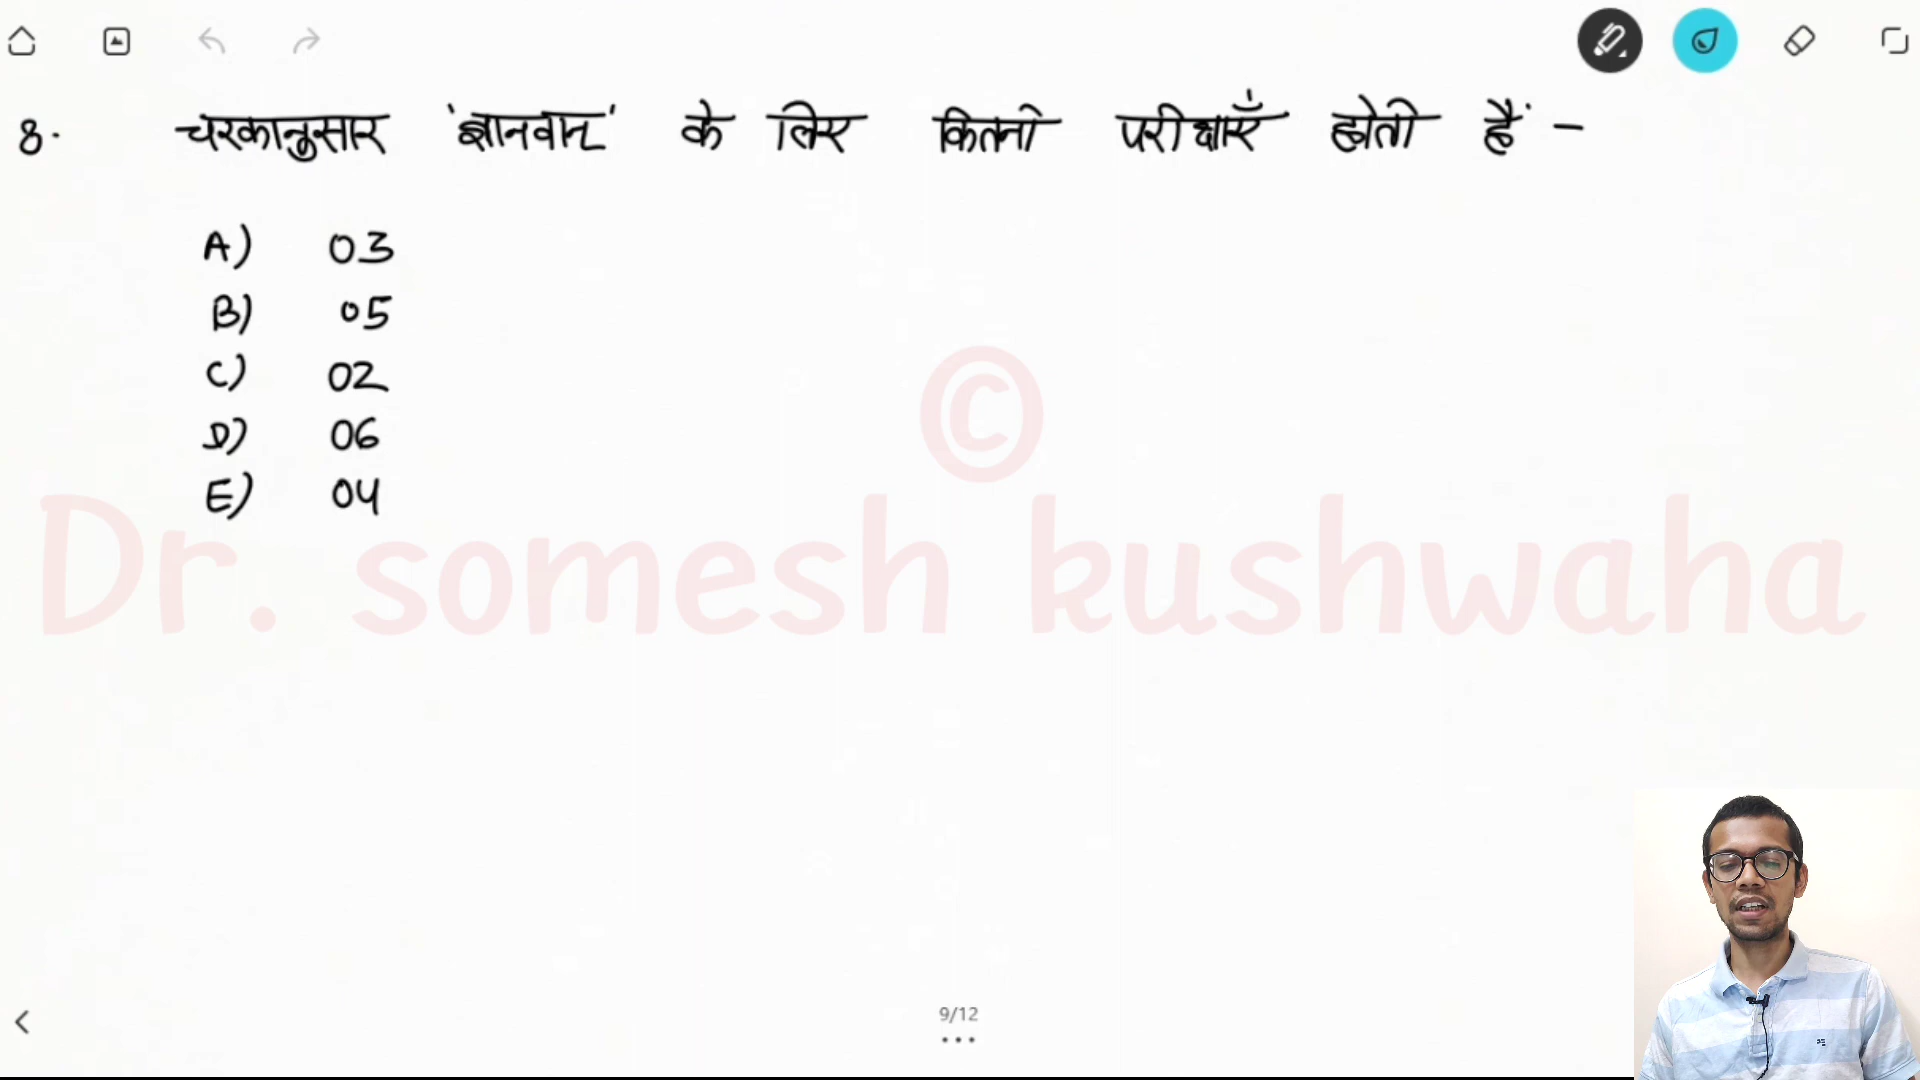 8. चरकानुसार 'ज्ञानवान' के लिए कितनी परीक्षाएँ होती हैं -
A) 03
B) 05
C) 02
D) 06
E) 04
©
Dr. somesh kushwaha
9/12